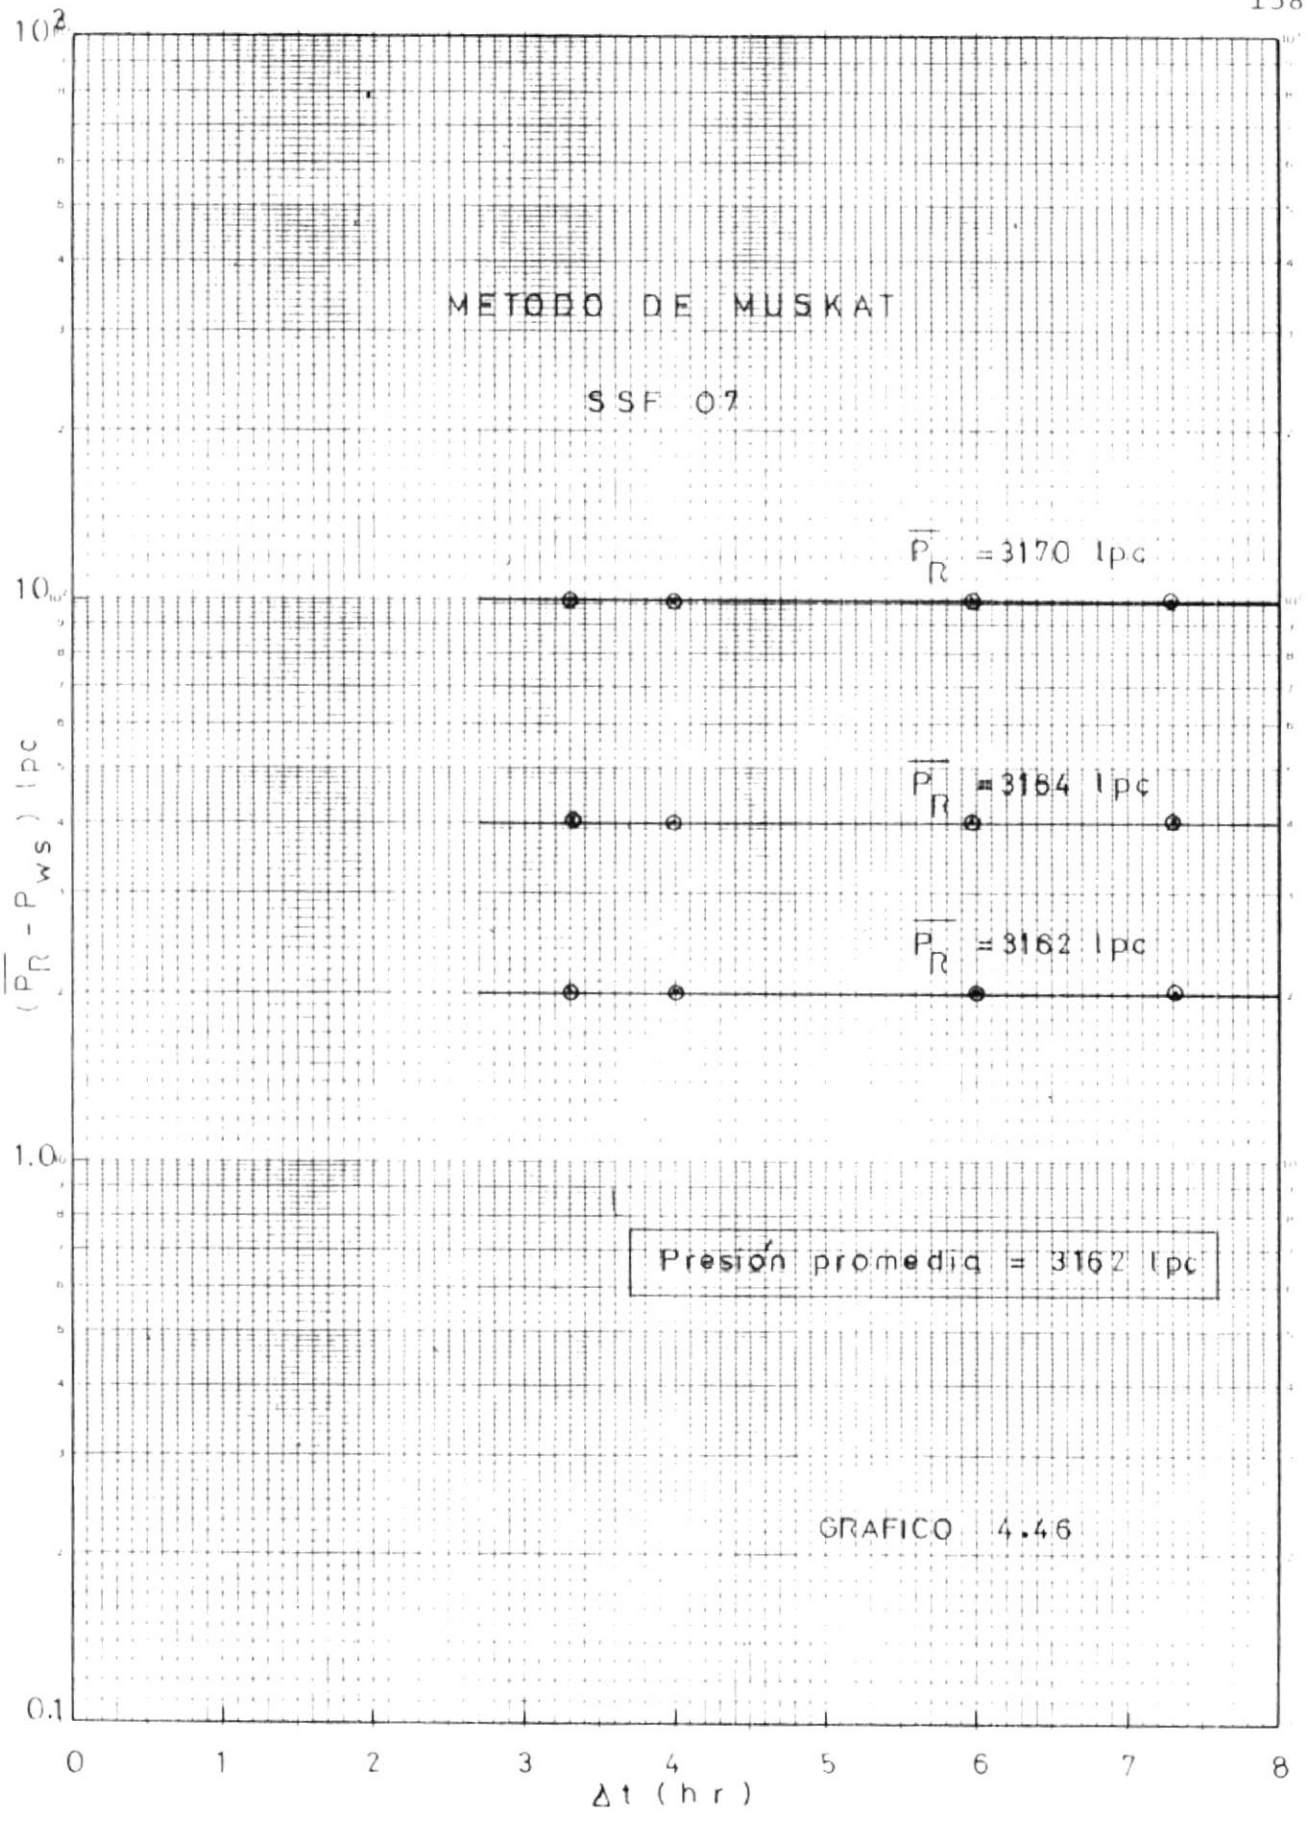 158
10²
METODO DE MUSKAT
SSF 07
P̅R = 3170 lpc
10
P̅R = 3164 lpc
P̅R = 3162 lpc
(P̅R - Pws) lpc
1.0
Presión promedia = 3162 lpc
GRAFICO 4.46
0.1
0 1 2 3 4 5 6 7 8
Δt (hr)